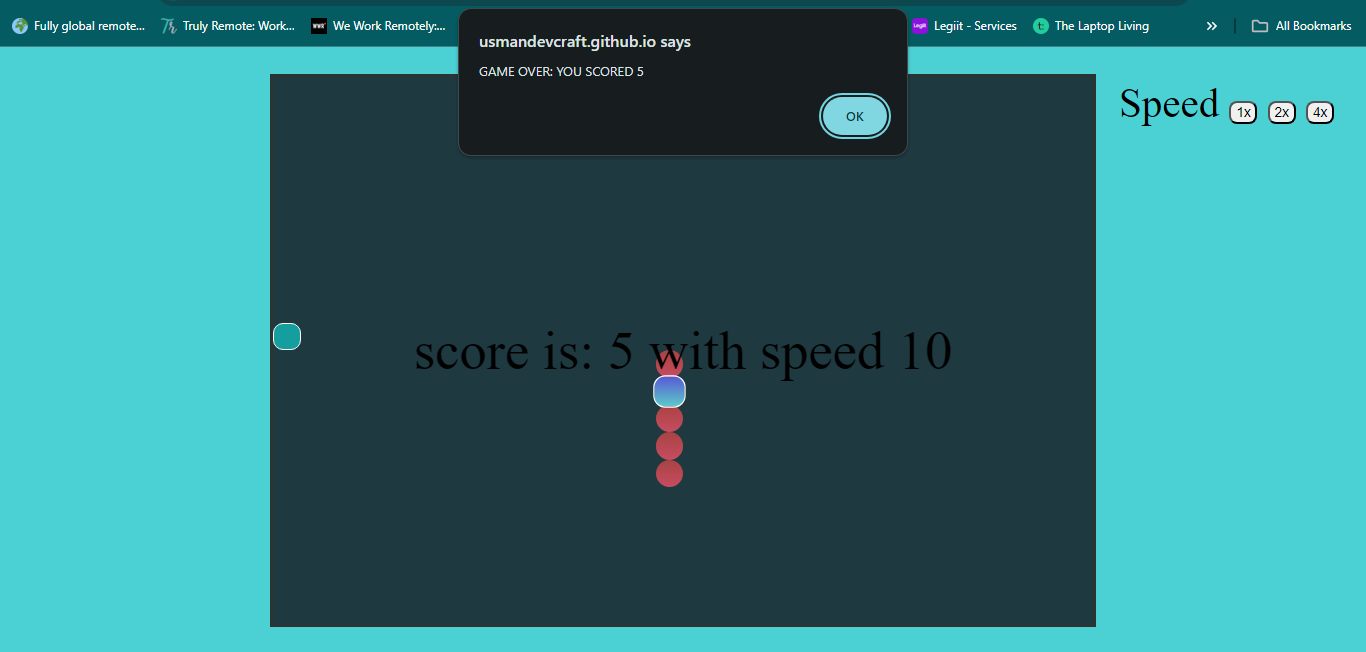 Fully global remote... Truly Remote: Work... We Work Remotely:... Legiit - Services The Laptop Living » All Bookmarks
usmandevcraft.github.io says
GAME OVER: YOU SCORED 5
OK
Speed 1x 2x 4x
score is: 5 with speed 10